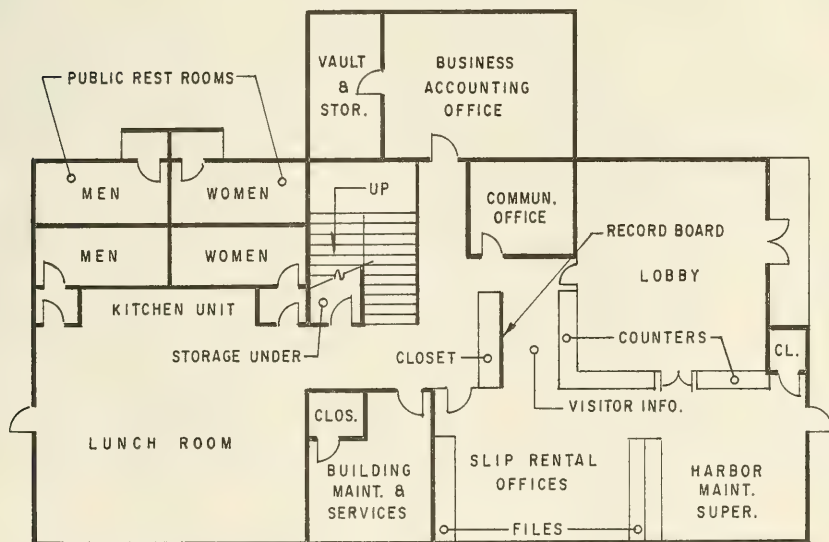 VAULT
&
STOR.
BUSINESS
ACCOUNTING
OFFICE
PUBLIC REST ROOMS
MEN
WOMEN
UP
COMMUN.
OFFICE
RECORD BOARD
MEN
WOMEN
LOBBY
KITCHEN UNIT
STORAGE UNDER
CLOSET
COUNTERS
CL.
VISITOR INFO.
CLOS.
LUNCH ROOM
BUILDING
MAINT. &
SERVICES
SLIP RENTAL
OFFICES
HARBOR
MAINT.
SUPER.
FILES